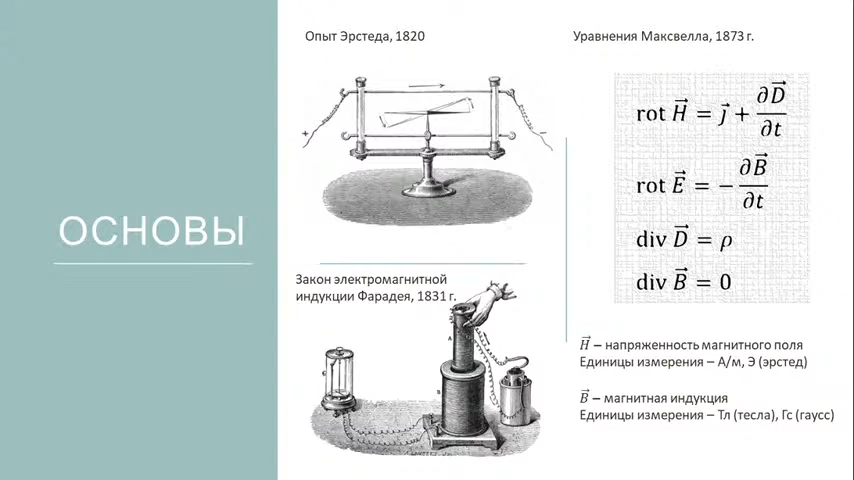 ОСНОВЫ
Опыт Эрстеда, 1820
Закон электромагнитной
индукции Фарадея, 1831 г.
Уравнения Максвелла, 1873 г.
rot H⃗ = j⃗ + ∂D⃗/∂t
rot E⃗ = − ∂B⃗/∂t
div D⃗ = ρ
div B⃗ = 0
H⃗ – напряженность магнитного поля
Единицы измерения – А/м, Э (эрстед)
B⃗ – магнитная индукция
Единицы измерения – Тл (тесла), Гс (гаусс)